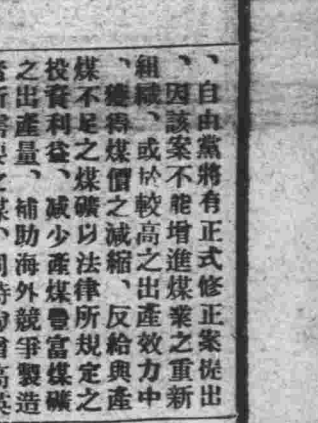 、自由黨將有正式修正案提出
、因該案不能增進煤業之重新
組織、或於較高之出產效力中
、獲得煤價之減縮、反給與產
煤不足之煤礦以法律所規定之
投資利益、减少產煤豐富煤礦
之出產量、補助海外競爭製造